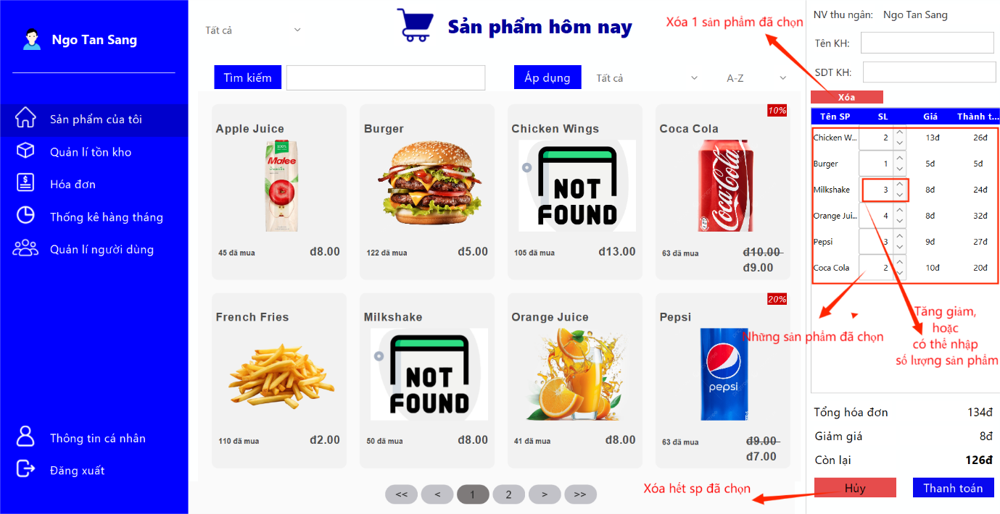 Ngo Tan Sang
Sản phẩm của tôi
Quản lí tồn kho
Hóa đơn
Thống kê hàng tháng
Quản lí người dùng
Thông tin cá nhân
Đăng xuất
Tất cả
Sản phẩm hôm nay
Tìm kiếm
Áp dụng
Tất cả
A-Z
Apple Juice
100%
Malee
45 đã mua
đ8.00
Burger
122 đã mua
đ5.00
Chicken Wings
NOT
FOUND
105 đã mua
đ13.00
10%
Coca Cola
Coca-Cola
63 đã mua
đ10.00
đ9.00
French Fries
110 đã mua
đ2.00
Milkshake
NOT
FOUND
50 đã mua
đ8.00
Orange Juice
41 đã mua
đ8.00
20%
Pepsi
pepsi
63 đã mua
đ9.00
đ7.00
<< < 1 2 > >>
Xóa 1 sản phẩm đã chọn
NV thu ngân: Ngo Tan Sang
Tên KH:
SDT KH:
Xóa
Tên SP SL Giá Thành t...
Chicken W... 2 13đ 26đ
Burger 1 5đ 5đ
Milkshake 3 8đ 24đ
Orange Jui... 4 8đ 32đ
Pepsi 3 9đ 27đ
Coca Cola 2 10đ 20đ
Những sản phẩm đã chọn
Tăng giảm,
hoặc
có thể nhập
số lượng sản phẩm
Tổng hóa đơn 134đ
Giảm giá 8đ
Còn lại 126đ
Xóa hết sp đã chọn
Hủy
Thanh toán